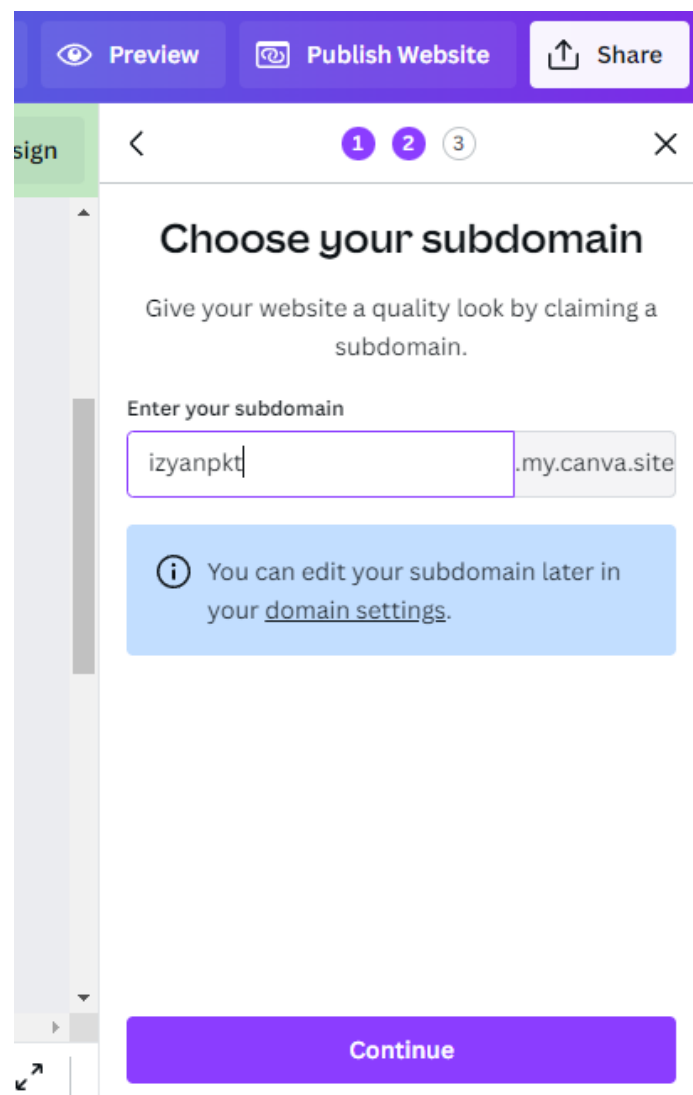 Preview
Publish Website
Share
sign
1 2 3
Choose your subdomain
Give your website a quality look by claiming a
subdomain.
Enter your subdomain
izyanpkt
.my.canva.site
You can edit your subdomain later in
your domain settings.
Continue